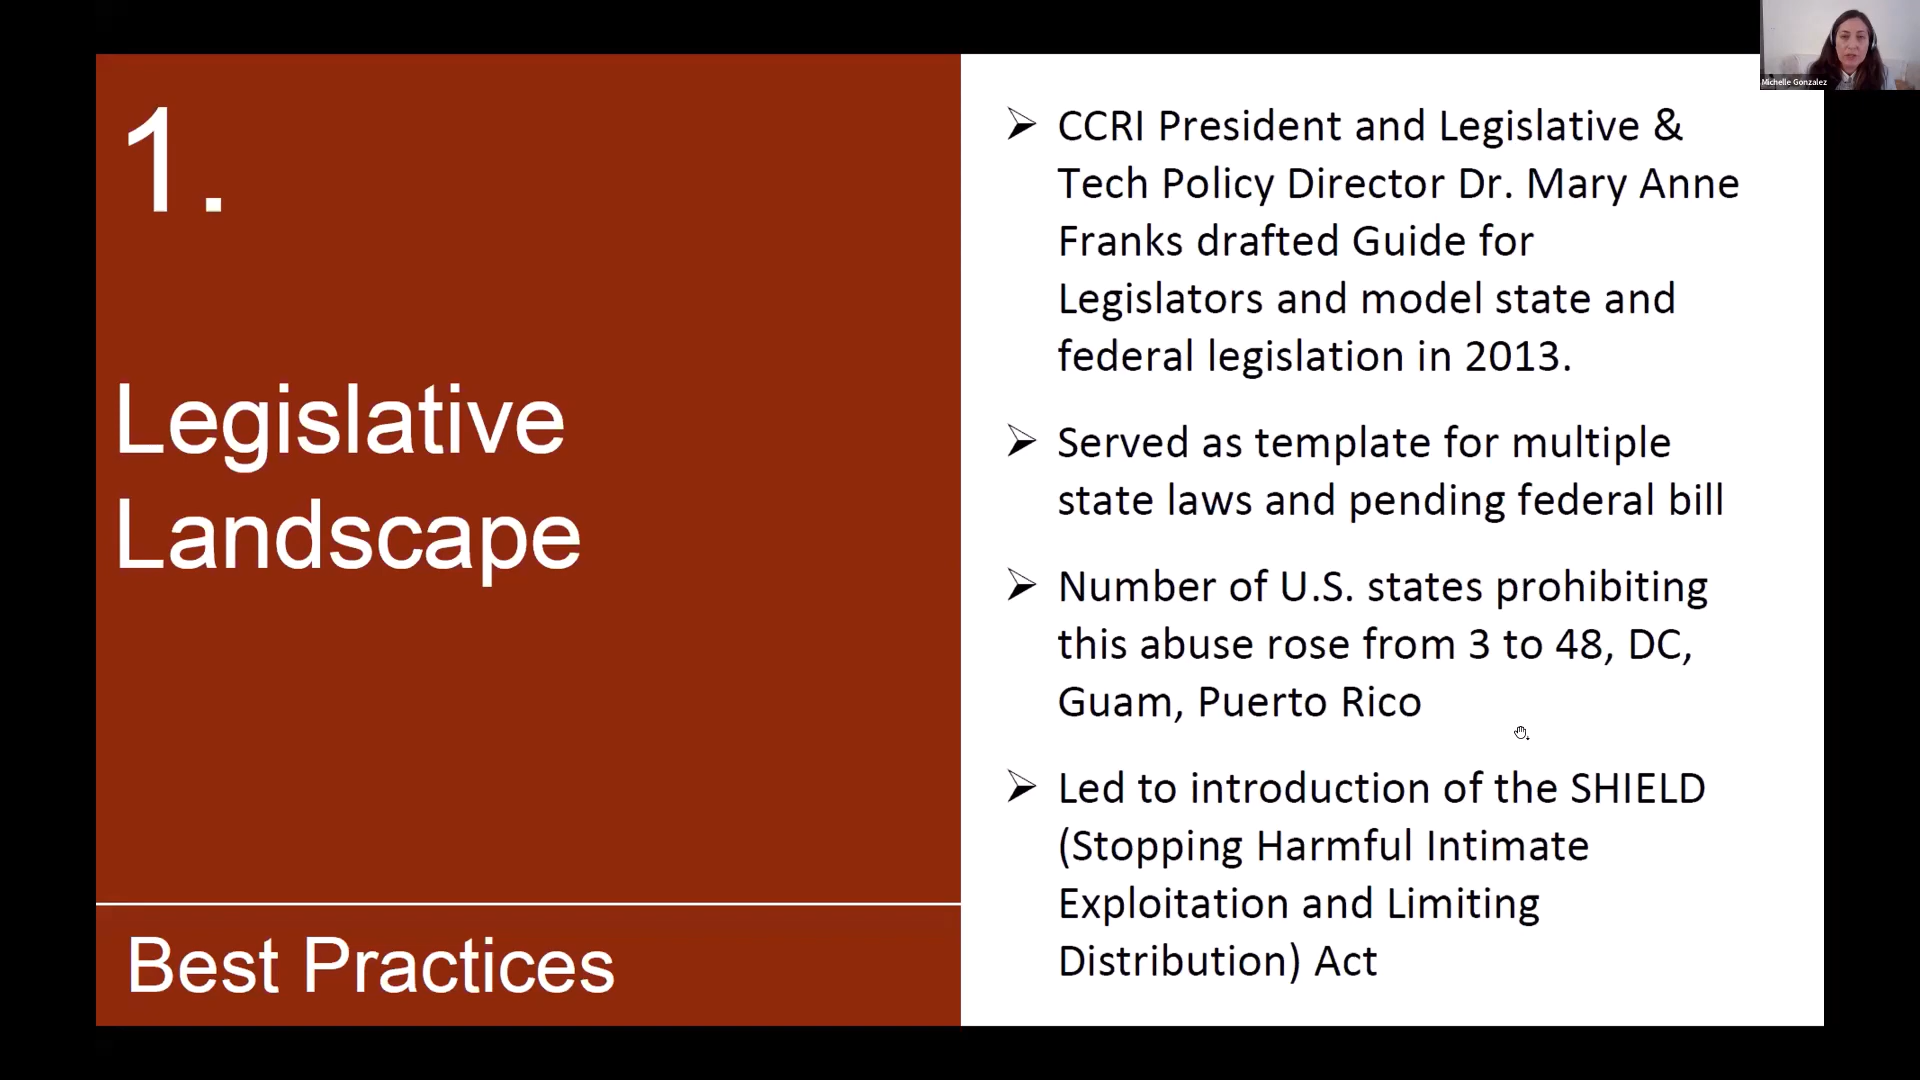 1.
Legislative
Landscape
Best Practices
CCRI President and Legislative &
Tech Policy Director Dr. Mary Anne
Franks drafted Guide for
Legislators and model state and
federal legislation in 2013.
Served as template for multiple
state laws and pending federal bill
Number of U.S. states prohibiting
this abuse rose from 3 to 48, DC,
Guam, Puerto Rico
Led to introduction of the SHIELD
(Stopping Harmful Intimate
Exploitation and Limiting
Distribution) Act
Michelle Gonzalez